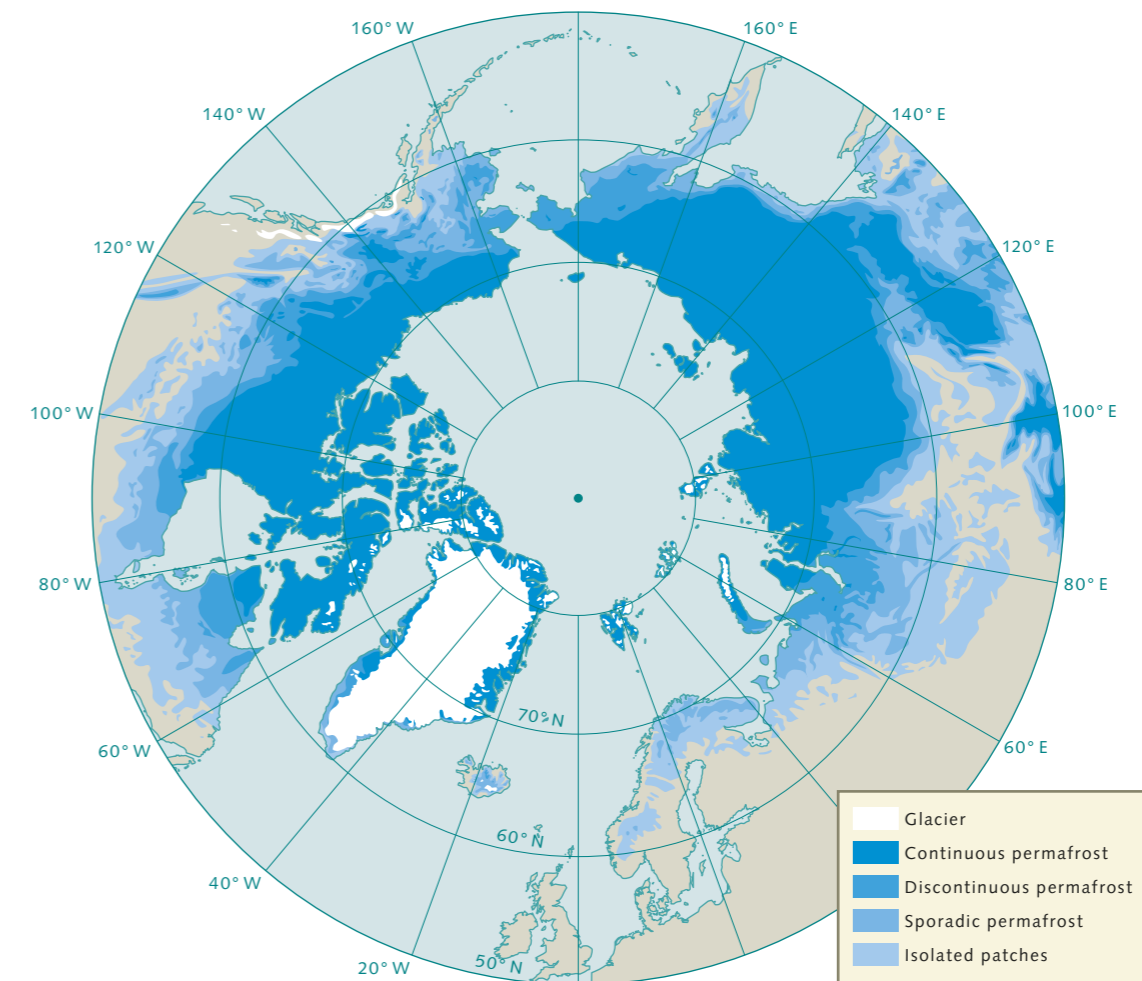 160° W
160° E
140° W
140° E
120° W
120° E
100° W
100° E
80° W
80° E
70° N
60° W
60° E
60° N
40° W
20° W
50° N
Glacier
Continuous permafrost
Discontinuous permafrost
Sporadic permafrost
Isolated patches